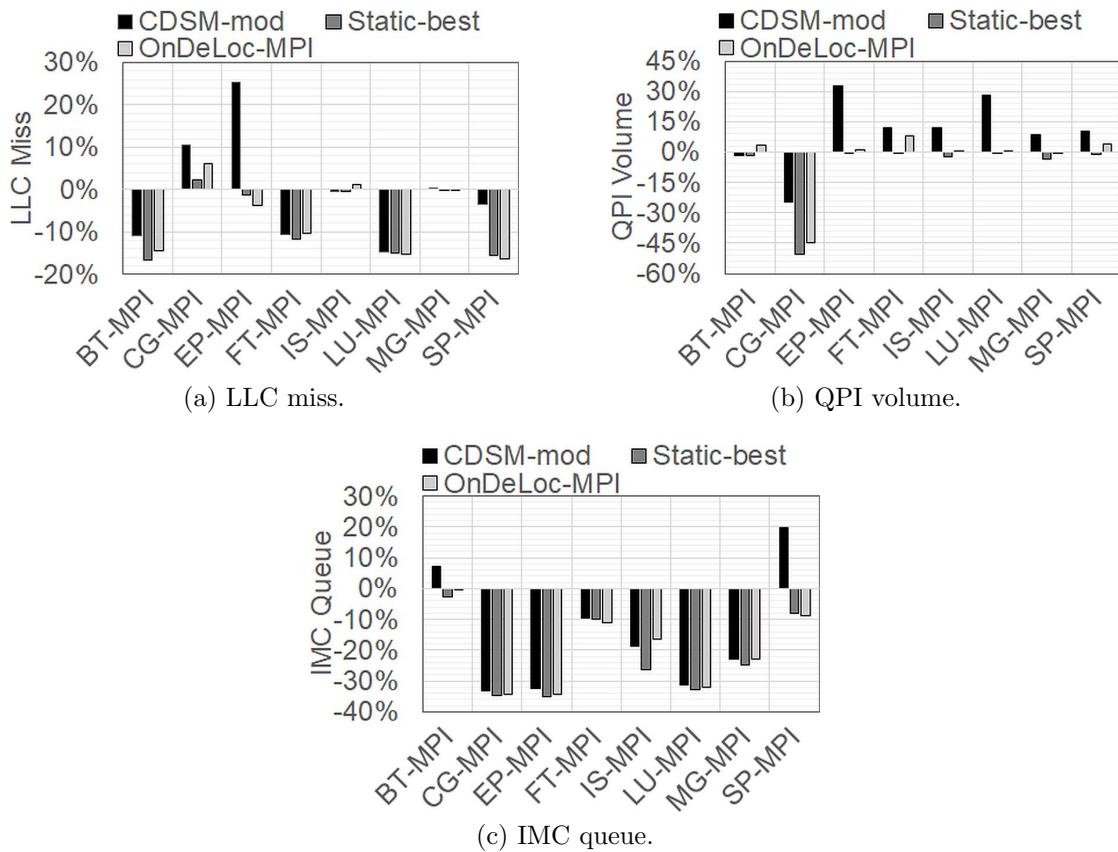 CDSM-mod Static-best
OnDeLoc-MPI
30%
20%
10%
0%
-10%
-20%
LLC Miss
BT-MPI
CG-MPI
EP-MPI
FT-MPI
IS-MPI
LU-MPI
MG-MPI
SP-MPI
(a) LLC miss.
CDSM-mod Static-best
OnDeLoc-MPI
45%
30%
15%
0%
-15%
-30%
-45%
-60%
QPI Volume
BT-MPI
CG-MPI
EP-MPI
FT-MPI
IS-MPI
LU-MPI
MG-MPI
SP-MPI
(b) QPI volume.
CDSM-mod Static-best
OnDeLoc-MPI
30%
20%
10%
0%
-10%
-20%
-30%
-40%
IMC Queue
BT-MPI
CG-MPI
EP-MPI
FT-MPI
IS-MPI
LU-MPI
MG-MPI
SP-MPI
(c) IMC queue.